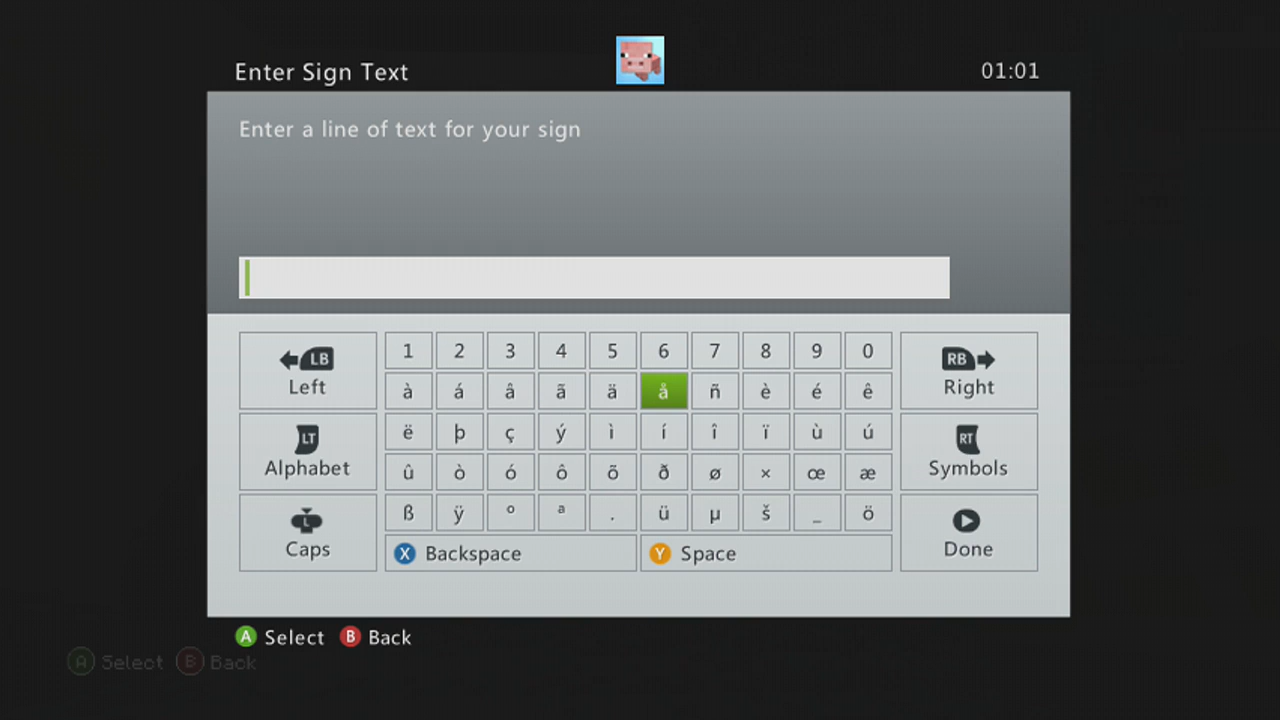 Enter Sign Text
01:01
Enter a line of text for your sign
LB
Left
1 2 3 4 5 6 7 8 9 0
RB
Right
à á â ã ä å ñ è é ê
LT
Alphabet
ë þ ç ý ì í î ï ù ú
RT
Symbols
û ò ó ô õ ð ø × œ æ
L
Caps
ß ÿ º ª . ü µ š _ ö
Done
X Backspace
Y Space
A Select B Back
A Select B Back